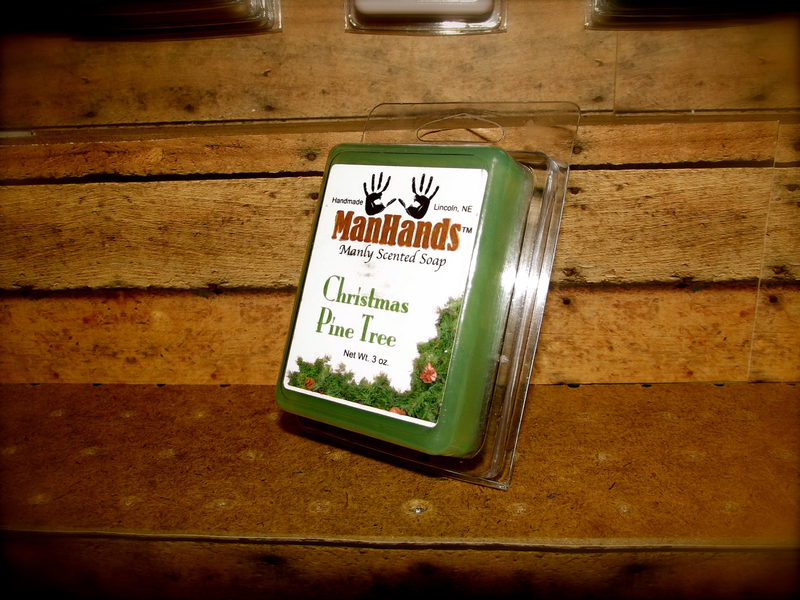 Handmade Lincoln, NE
ManHands™
Manly Scented Soap
Christmas
Pine Tree
Net Wt. 3 oz.